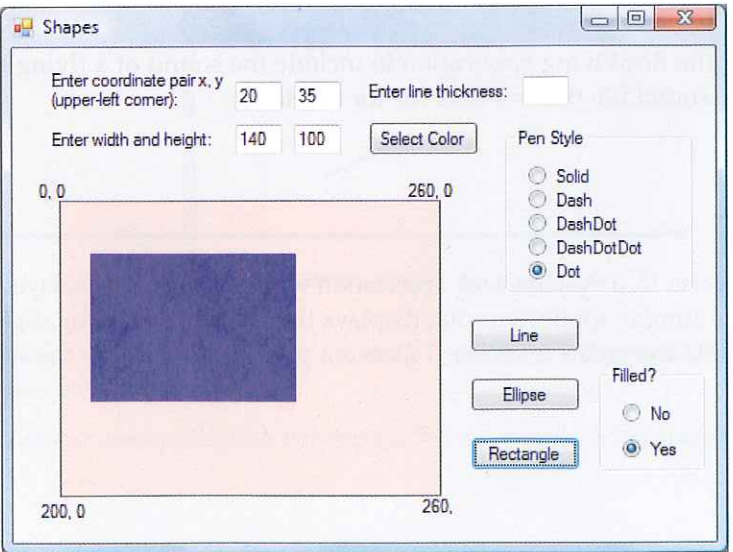 Shapes
Enter coordinate pair x, y
(upper-left corner):
20 35
Enter line thickness:
Enter width and height:
140 100
Select Color
Pen Style
Solid
Dash
DashDot
DashDotDot
Dot
0, 0
260, 0
Line
Ellipse
Rectangle
Filled?
No
Yes
200, 0
260,